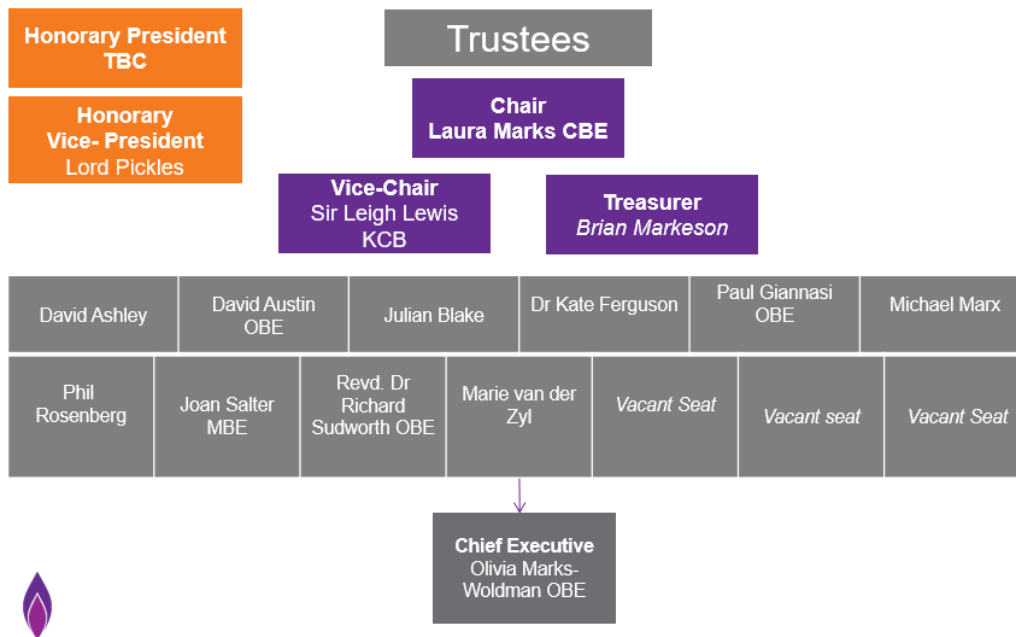 Honorary President
TBC
Trustees
Honorary
Vice- President
Lord Pickles
Chair
Laura Marks CBE
Vice-Chair
Sir Leigh Lewis
KCB
Treasurer
Brian Markeson
David Ashley
David Austin
OBE
Julian Blake
Dr Kate Ferguson
Paul Giannasi
OBE
Michael Marx
Phil
Rosenberg
Joan Salter
MBE
Revd. Dr
Richard
Sudworth OBE
Marie van der
Zyl
Vacant Seat
Vacant seat
Vacant Seat
Chief Executive
Olivia Marks-
Woldman OBE